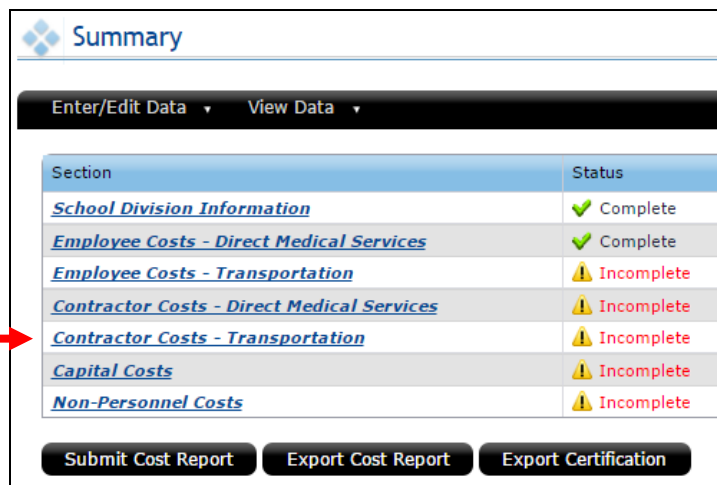 Summary
Enter/Edit Data View Data
Section Status
School Division Information Complete
Employee Costs - Direct Medical Services Complete
Employee Costs - Transportation Incomplete
Contractor Costs - Direct Medical Services Incomplete
Contractor Costs - Transportation Incomplete
Capital Costs Incomplete
Non-Personnel Costs Incomplete
Submit Cost Report Export Cost Report Export Certification